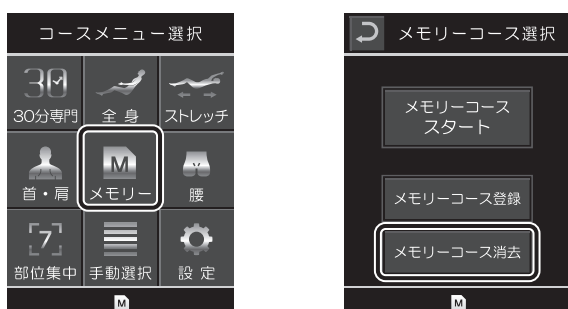 コースメニュー選択
30
30分専門
全身
ストレッチ
首・肩
M
メモリー
腰
7
部位集中
手動選択
設定
M
メモリーコース選択
メモリーコース
スタート
メモリーコース登録
メモリーコース消去
M